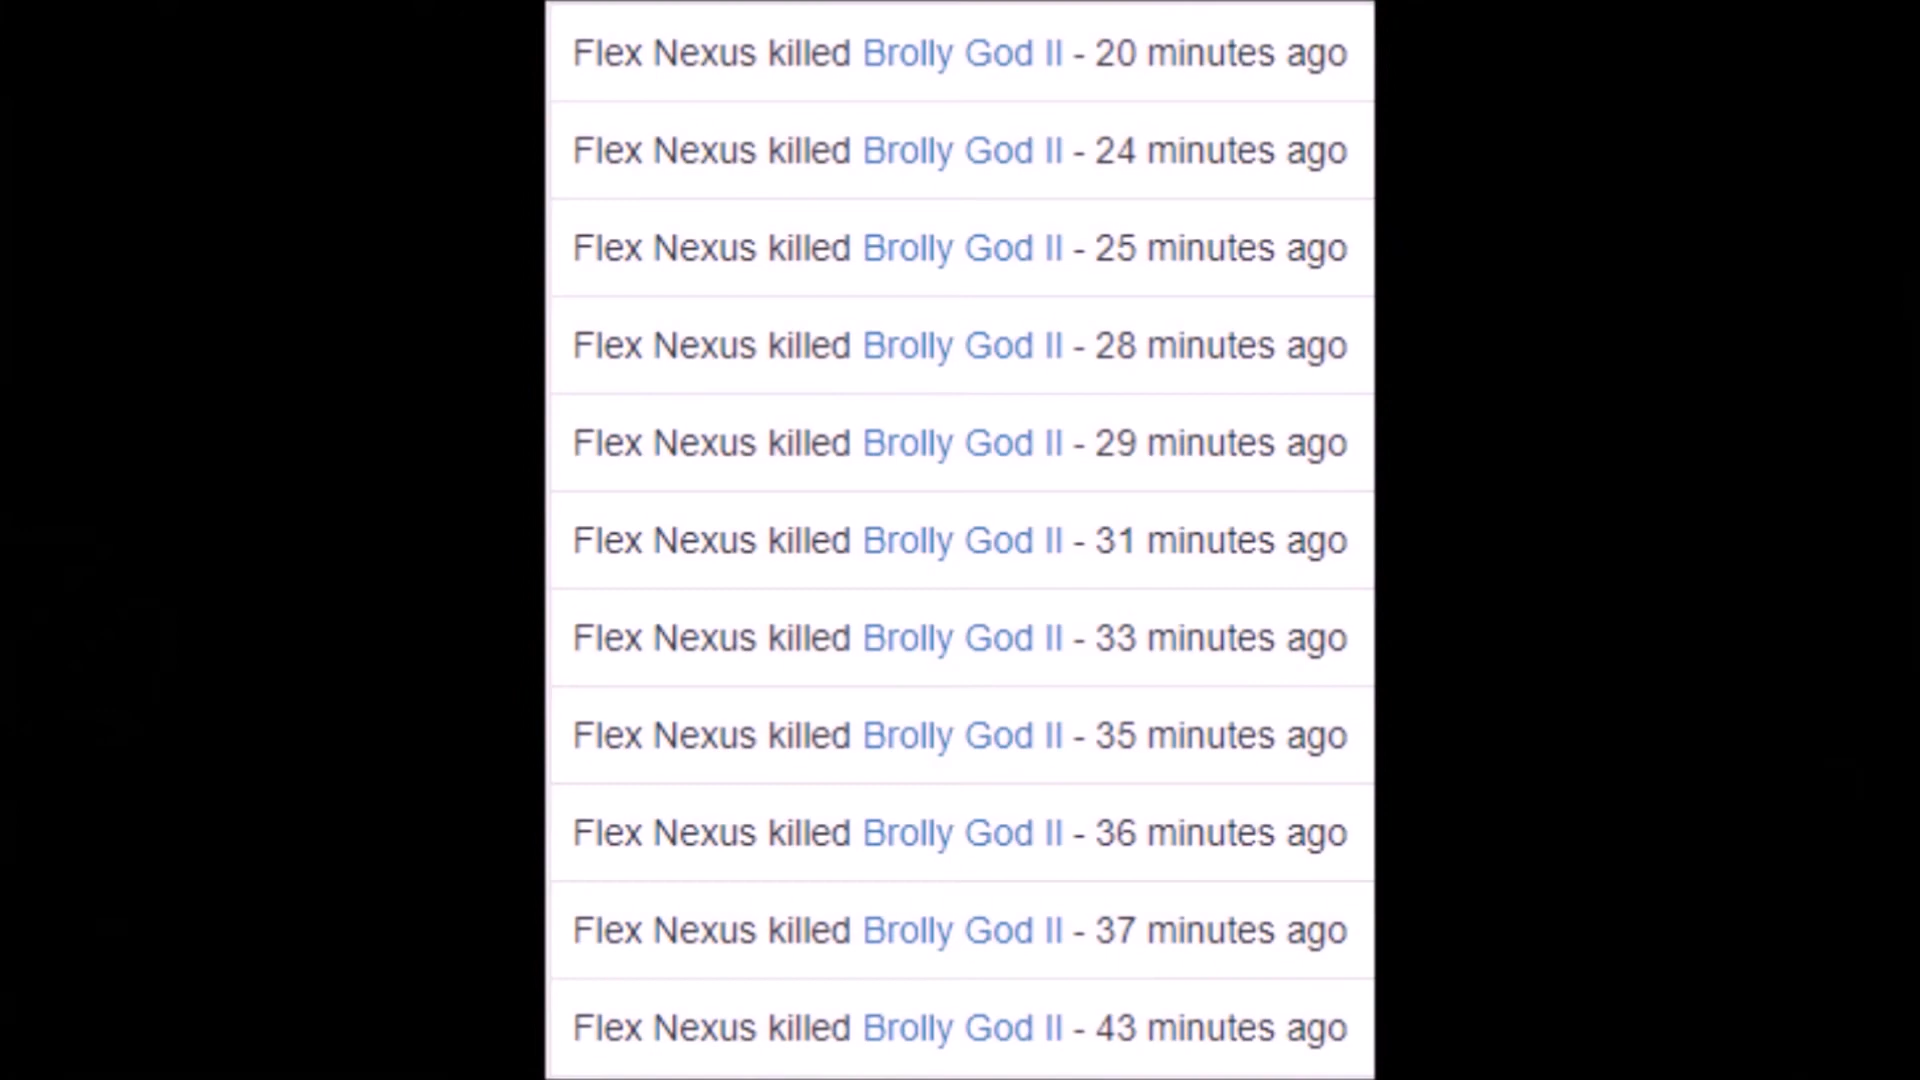 Flex Nexus killed Brolly God II - 20 minutes ago
Flex Nexus killed Brolly God II - 24 minutes ago
Flex Nexus killed Brolly God II - 25 minutes ago
Flex Nexus killed Brolly God II - 28 minutes ago
Flex Nexus killed Brolly God II - 29 minutes ago
Flex Nexus killed Brolly God II - 31 minutes ago
Flex Nexus killed Brolly God II - 33 minutes ago
Flex Nexus killed Brolly God II - 35 minutes ago
Flex Nexus killed Brolly God II - 36 minutes ago
Flex Nexus killed Brolly God II - 37 minutes ago
Flex Nexus killed Brolly God II - 43 minutes ago